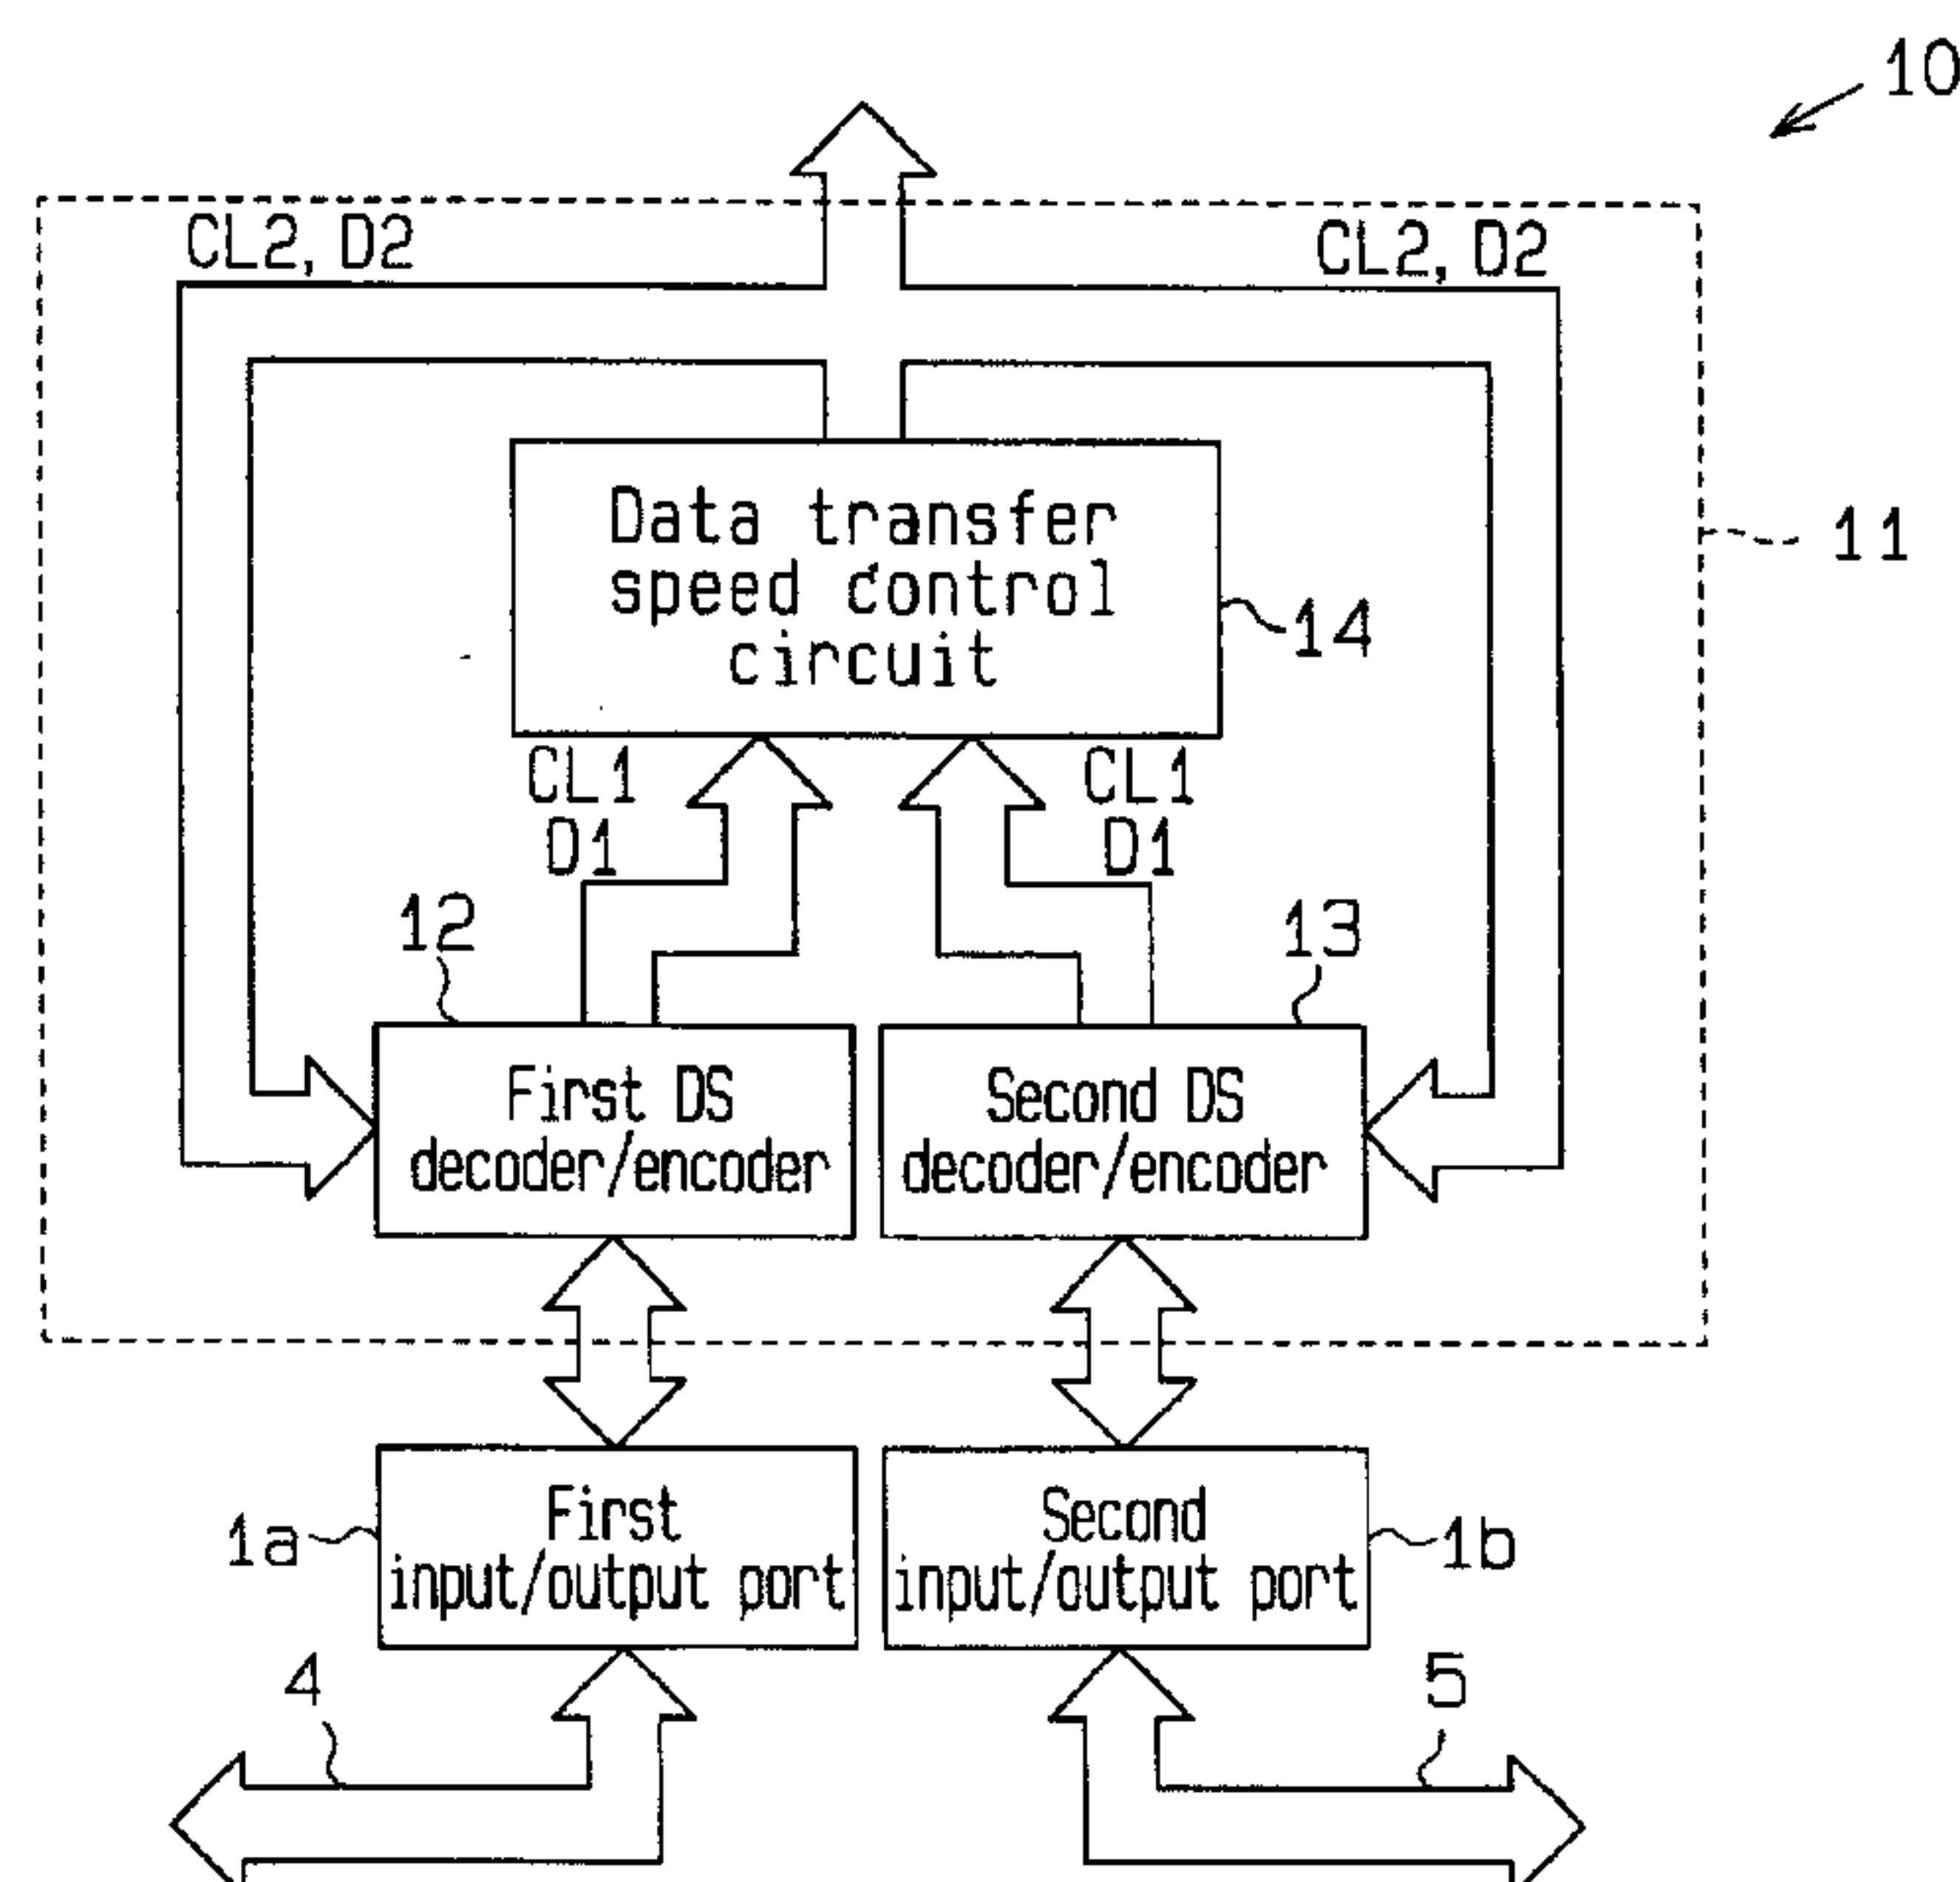 10
CL2, D2
CL2, D2
11
Data transfer
speed control
circuit
14
CL1
D1
CL1
D1
12
13
First DS
decoder/encoder
Second DS
decoder/encoder
First
input/output port
Second
input/output port
1a
1b
4
5